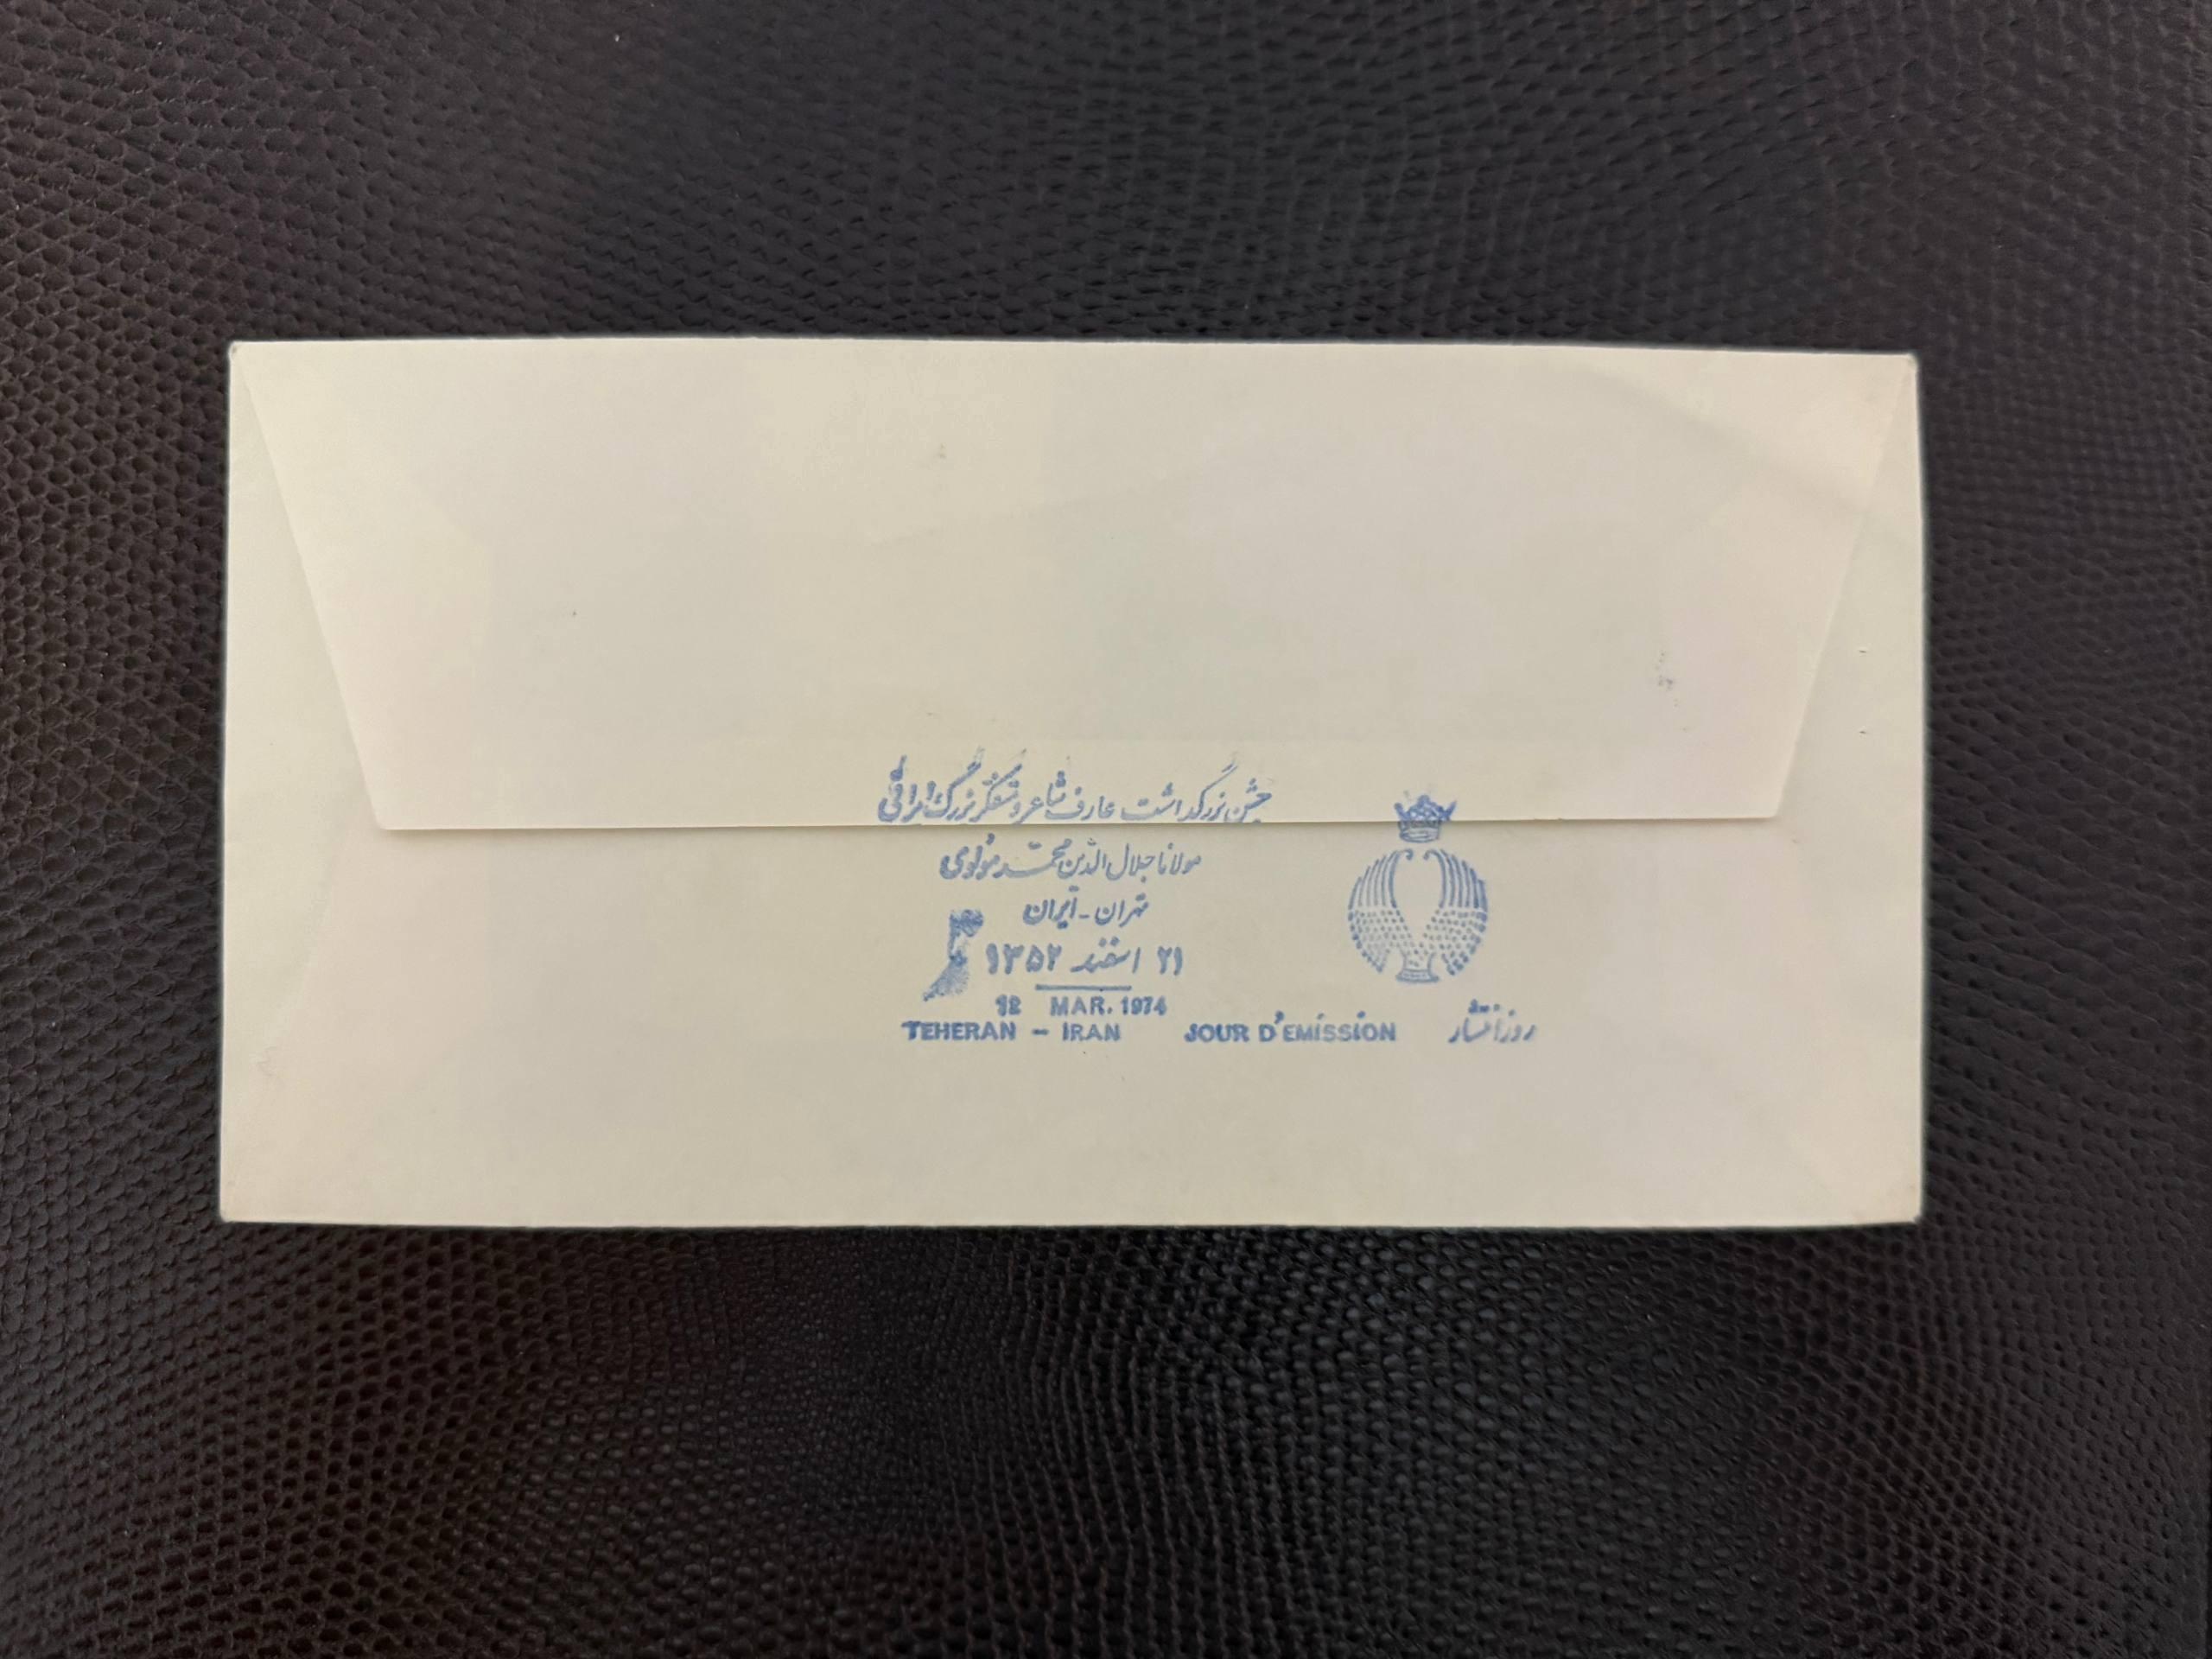 جشن بزرگداشت عارف شاعر و متفکر بزرگ ایرانی
مولانا جلال الدین محمد مولوی
تهران - ایران
۲۱ اسفند ۱۳۵۲
12 MAR. 1974
TEHERAN - IRAN JOUR D'EMISSION روز انتشار